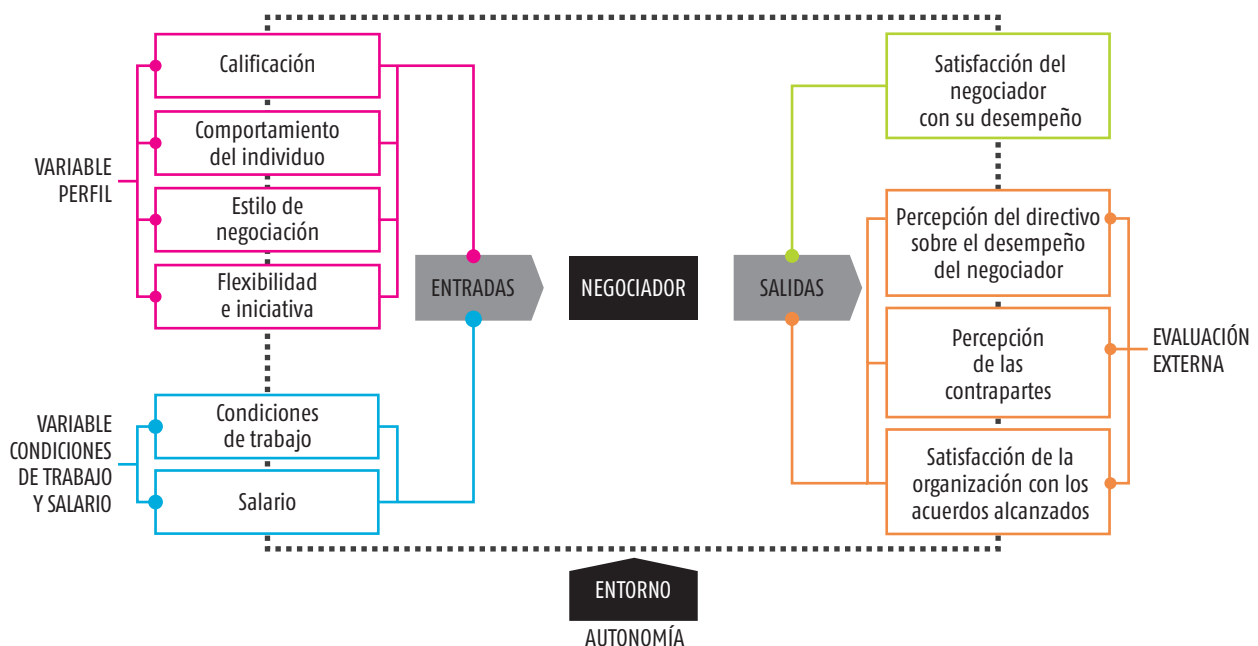 VARIABLE
PERFIL
Calificación
Comportamiento
del individuo
Estilo de
negociación
Flexibilidad
e iniciativa
VARIABLE
CONDICIONES
DE TRABAJO
Y SALARIO
Condiciones
de trabajo
Salario
ENTRADAS
NEGOCIADOR
SALIDAS
Satisfacción del
negociador
con su desempeño
Percepción del directivo
sobre el desempeño
del negociador
Percepción
de las
contrapartes
Satisfacción de la
organización con los
acuerdos alcanzados
EVALUACIÓN
EXTERNA
ENTORNO
AUTONOMÍA